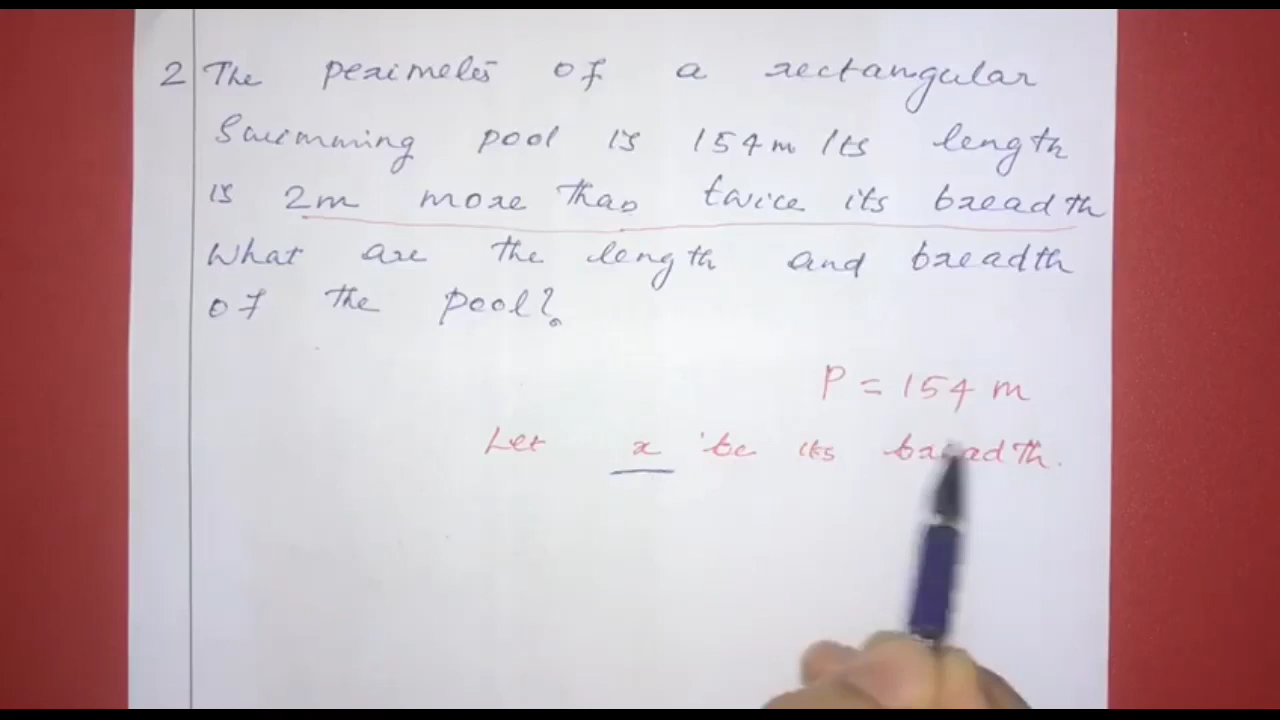 2 The perimeter of a rectangular
Swimming pool is 154m Its length
is 2m more than twice its breadth
What are the length and breadth
of the pool?
P = 154 m
Let x be its breadth.